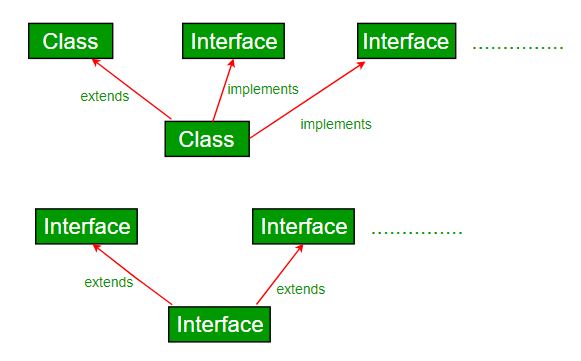 Class
Interface
Interface
...............
extends
implements
implements
Class
Interface
Interface
...............
extends
extends
Interface